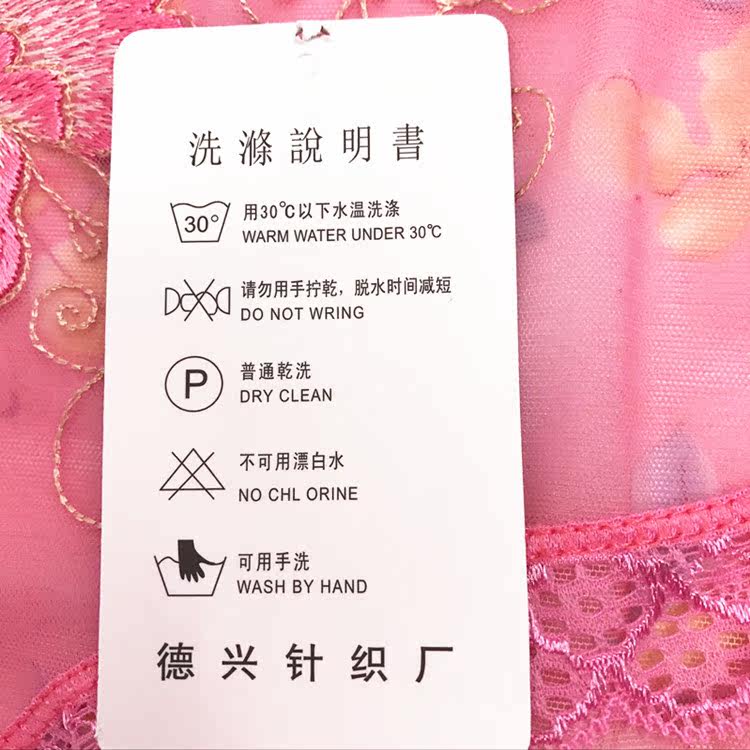 洗滌說明書
30°
用30℃以下水温洗涤
WARM WATER UNDER 30℃
请勿用手拧乾，脱水时间减短
DO NOT WRING
P
普通乾洗
DRY CLEAN
不可用漂白水
NO CHL ORINE
可用手洗
WASH BY HAND
德兴针织厂